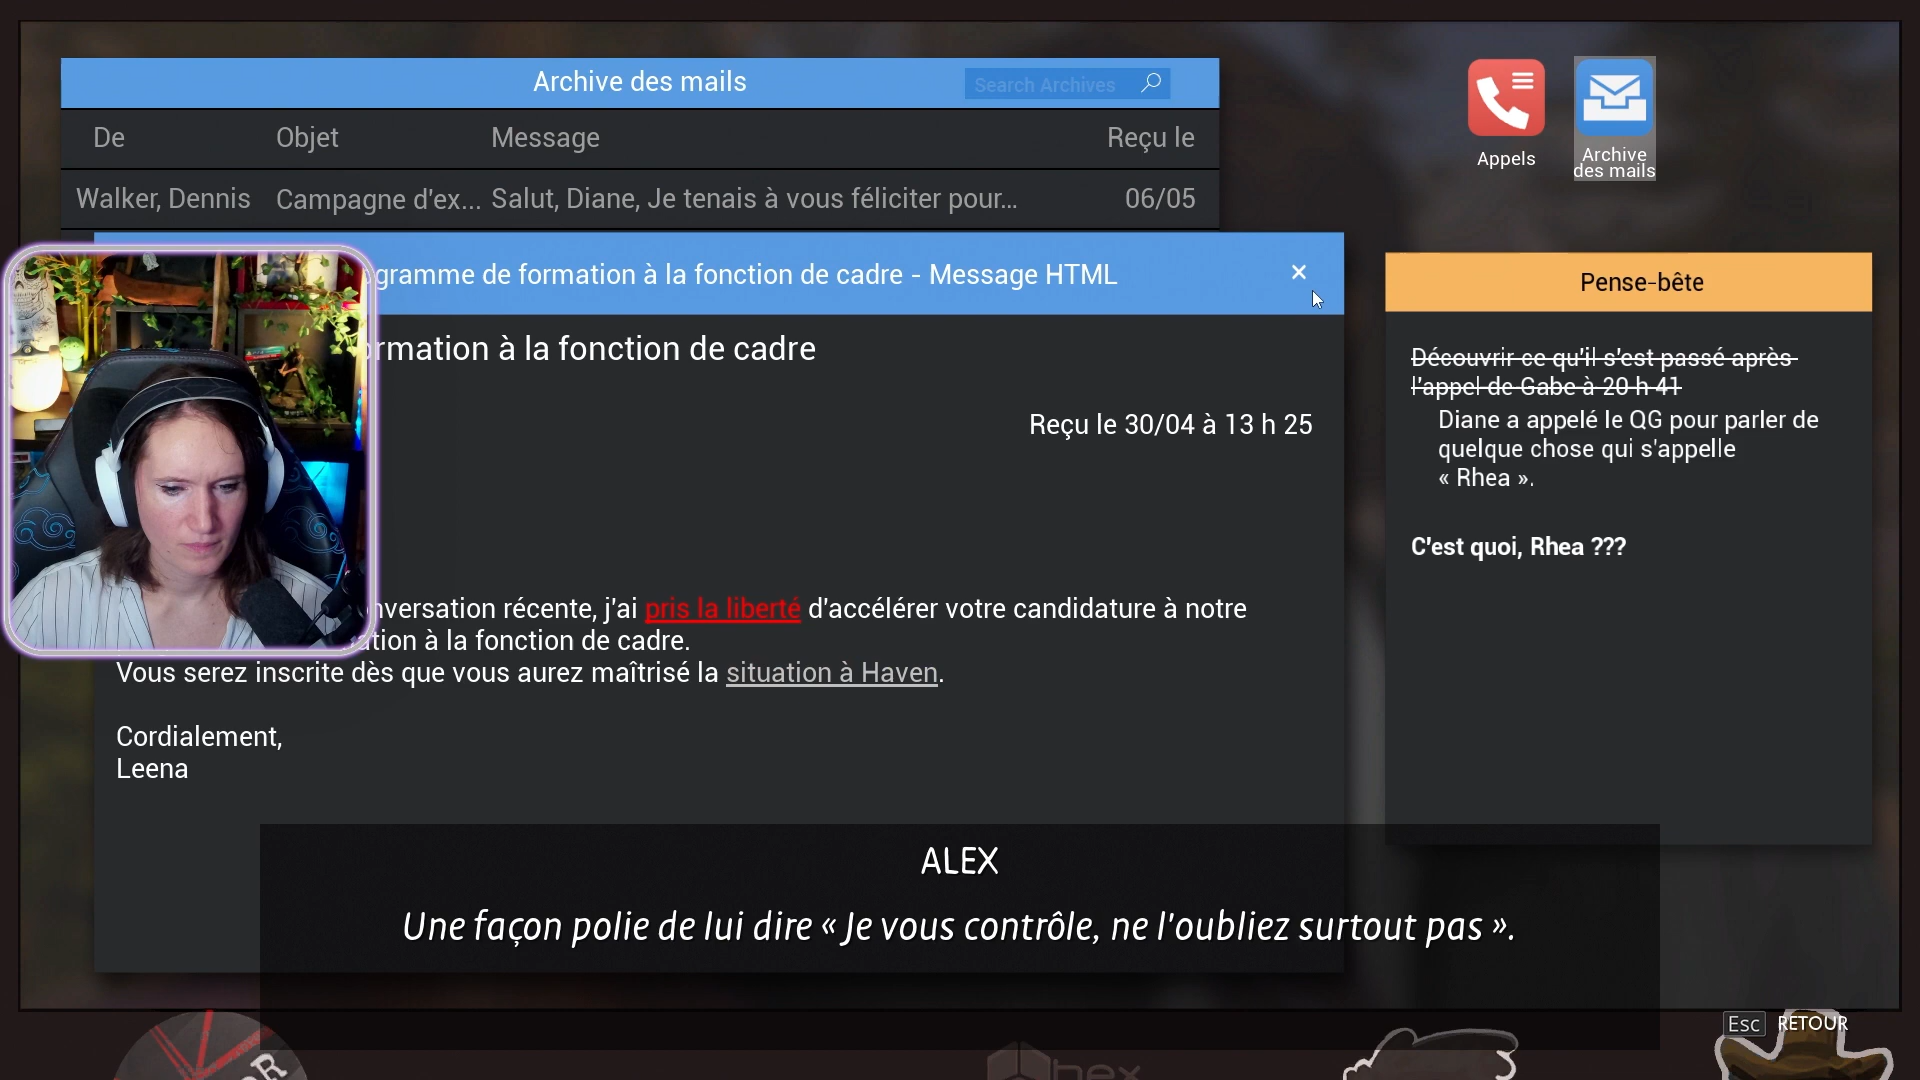 Archive des mails
Search Archives
De Objet Message Reçu le
Walker, Dennis Campagne d'ex... Salut, Diane, Je tenais à vous féliciter pour... 06/05
ogramme de formation à la fonction de cadre - Message HTML
ormation à la fonction de cadre
Reçu le 30/04 à 13 h 25
nversation récente, j'ai pris la liberté d'accélérer votre candidature à notre
ation à la fonction de cadre.
Vous serez inscrite dès que vous aurez maîtrisé la situation à Haven.
Cordialement,
Leena
Appels
Archive
des mails
Pense-bête
Découvrir ce qu'il s'est passé après
l'appel de Gabe à 20 h 41
Diane a appelé le QG pour parler de
quelque chose qui s'appelle
« Rhea ».
C'est quoi, Rhea ???
ALEX
Une façon polie de lui dire « Je vous contrôle, ne l'oubliez surtout pas ».
Esc RETOUR